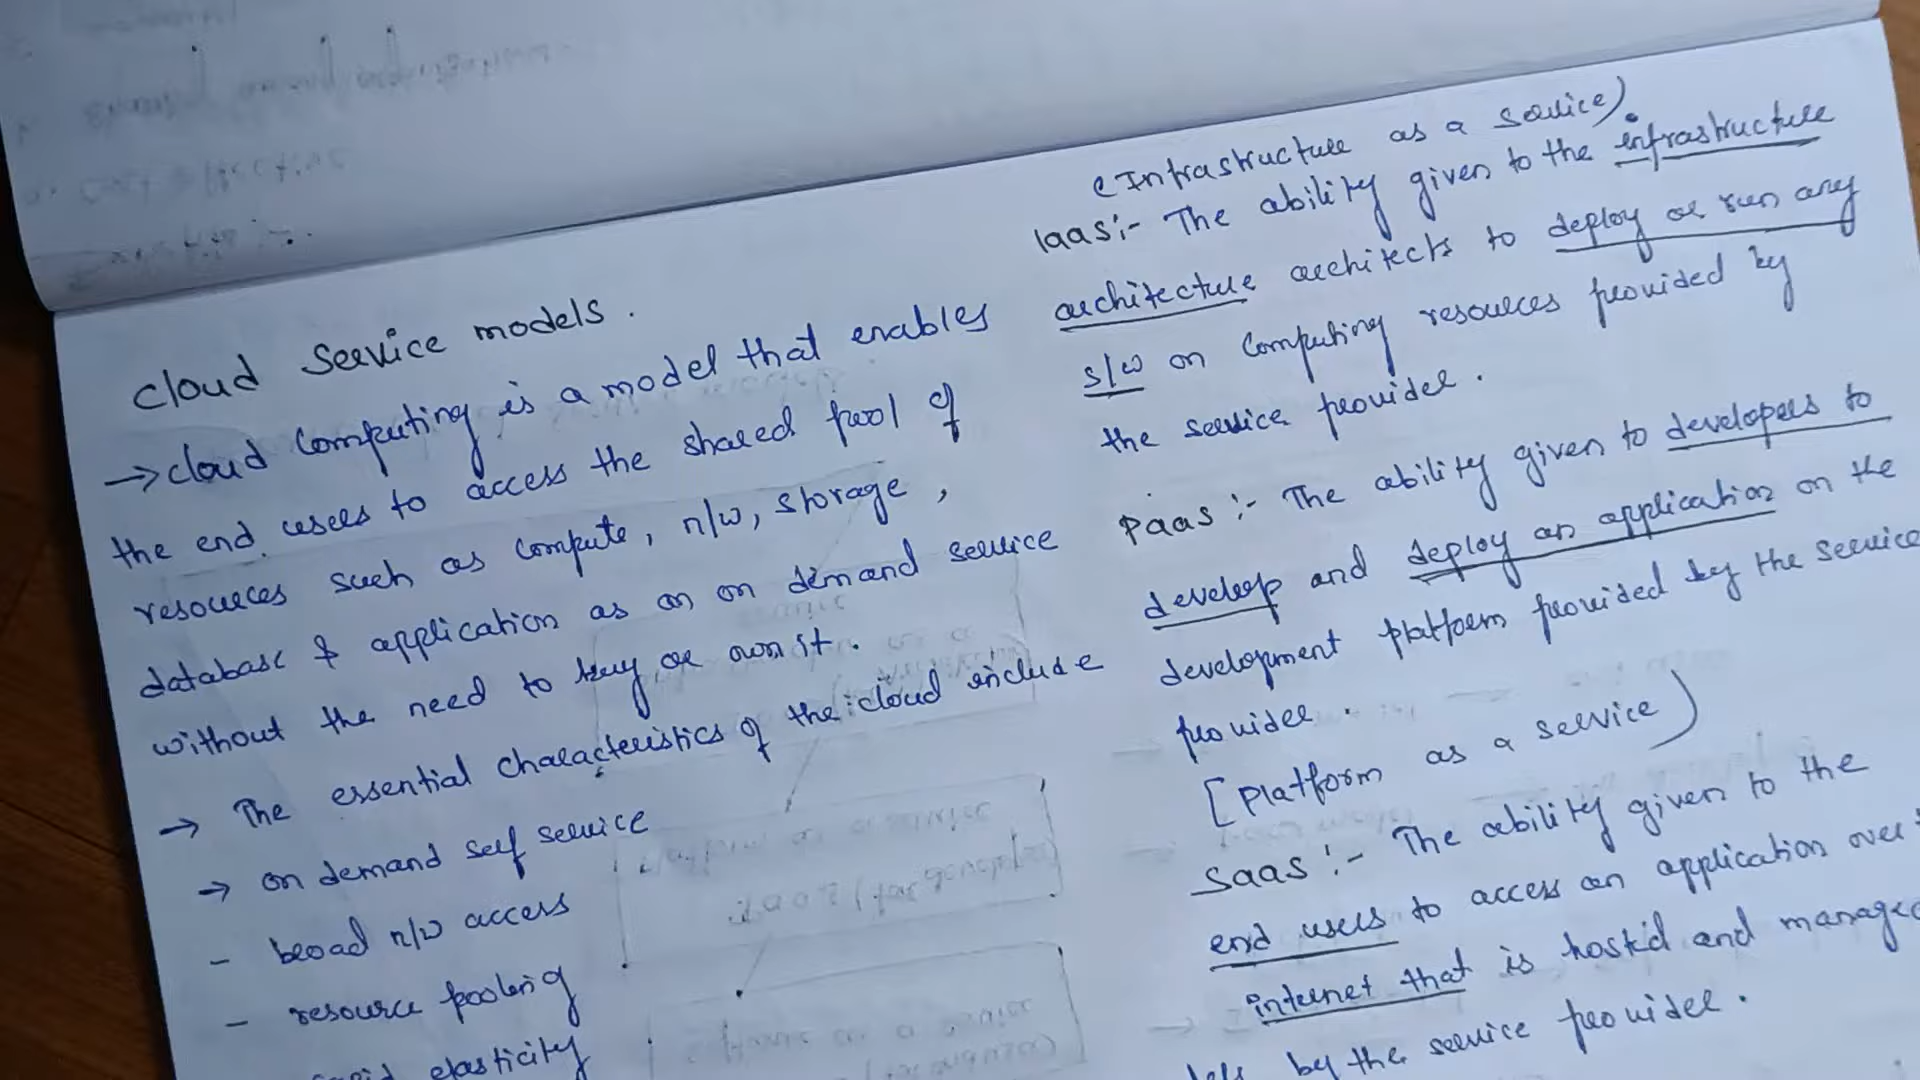 Cloud Service models.
→ cloud Computing is a model that enables
the end users to access the shared pool of
resources such as compute, n/w, storage,
database & application as on on demand service
without the need to buy or own it.
→ The essential characteristics of the cloud include
→ on demand self service
- broad n/w access
- resource pooling
elasticity
(Infrastructure as a service)
Iaas:- The ability given to the infrastructure
architecture architects to deploy or run any
s/w on Computing resources provided by
the service provider.
Paas:- The ability given to developers to
develop and deploy an application on the
development platform provided by the service
provider.
[Platform as a service)
Saas:- The ability given to the
end users to access an application over
internet that is hostd and manage
by the service provider.